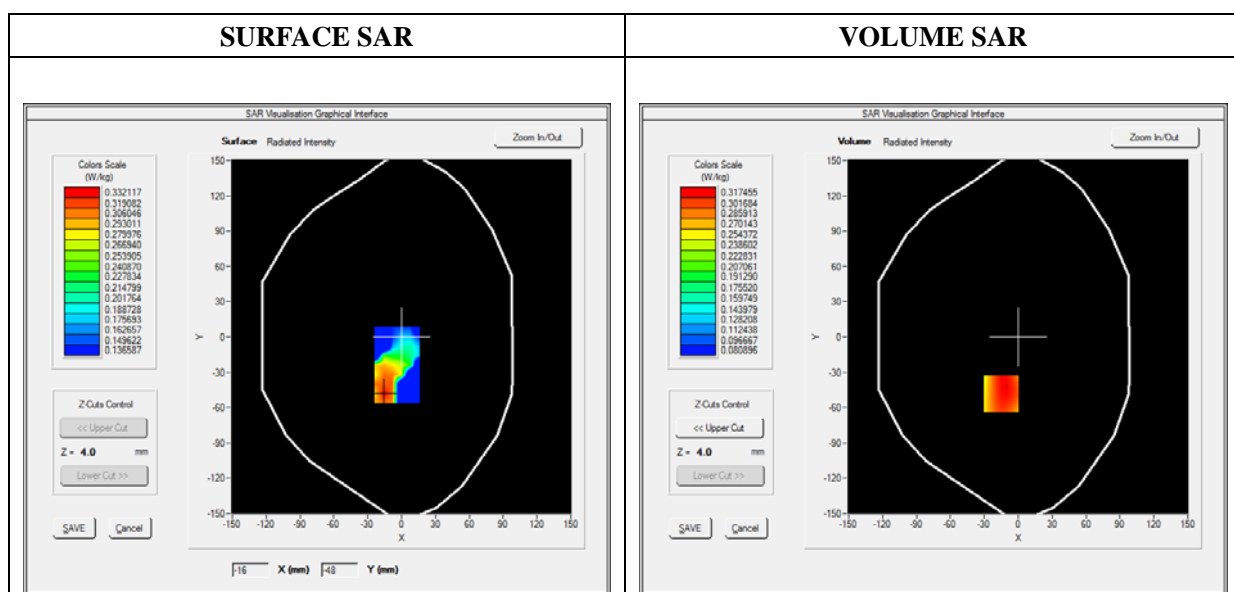 SURFACE SAR
VOLUME SAR
SAR Visualisation Graphical Interface
Surface Radiated Intensity
Zoom In/Out
Colors Scale
(W/kg)
0.332117
0.319082
0.306046
0.293011
0.279976
0.266940
0.253905
0.240870
0.227834
0.214799
0.201764
0.188728
0.175693
0.162657
0.149622
0.136587
150
120
90
60
30
0
-30
-60
-90
-120
-150
Y
-150 -120 -90 -60 -30 0 30 60 90 120 150
X
Z-Cuts Control
<< Upper Cut
Z = 4.0 mm
Lower Cut >>
SAVE Cancel
-16 X (mm) -48 Y (mm)
SAR Visualisation Graphical Interface
Volume Radiated Intensity
Zoom In/Out
Colors Scale
(W/kg)
0.317455
0.301684
0.285913
0.270143
0.254372
0.238602
0.222831
0.207061
0.191290
0.175520
0.159749
0.143979
0.128208
0.112438
0.096667
0.080896
150
120
90
60
30
0
-30
-60
-90
-120
-150
Y
-150 -120 -90 -60 -30 0 30 60 90 120 150
X
Z-Cuts Control
<< Upper Cut
Z = 4.0 mm
Lower Cut >>
SAVE Cancel